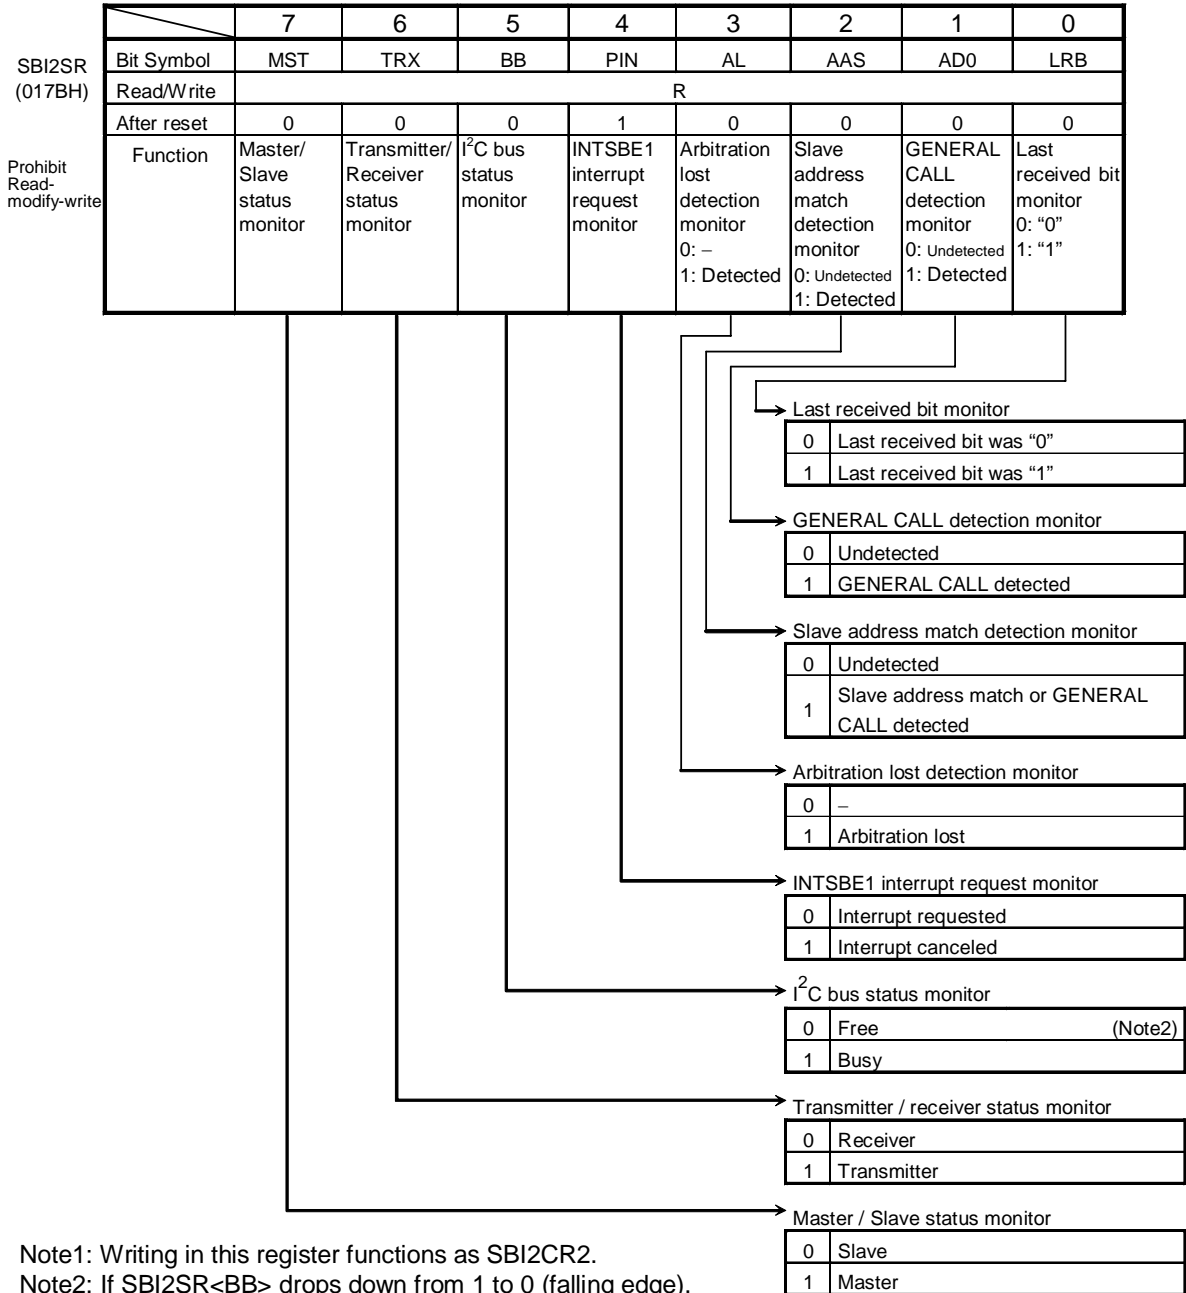 7 6 5 4 3 2 1 0
SBI2SR
(017BH)
Bit Symbol MST TRX BB PIN AL AAS AD0 LRB
Read/Write R
After reset 0 0 0 1 0 0 0 0
Prohibit
Read-
modify-write
Function
Master/
Slave
status
monitor
Transmitter/
Receiver
status
monitor
I2C bus
status
monitor
INTSBE1
interrupt
request
monitor
Arbitration
lost
detection
monitor
0: –
1: Detected
Slave
address
match
detection
monitor
0: Undetected
1: Detected
GENERAL
CALL
detection
monitor
0: Undetected
1: Detected
Last
received bit
monitor
0: “0”
1: “1”
Last received bit monitor
0 Last received bit was “0”
1 Last received bit was “1”
GENERAL CALL detection monitor
0 Undetected
1 GENERAL CALL detected
Slave address match detection monitor
0 Undetected
1 Slave address match or GENERAL
CALL detected
Arbitration lost detection monitor
0 –
1 Arbitration lost
INTSBE1 interrupt request monitor
0 Interrupt requested
1 Interrupt canceled
I2C bus status monitor
0 Free (Note2)
1 Busy
Transmitter / receiver status monitor
0 Receiver
1 Transmitter
Master / Slave status monitor
0 Slave
1 Master
Note1: Writing in this register functions as SBI2CR2.
Note2: If SBI2SR<BB> drops down from 1 to 0 (falling edge).